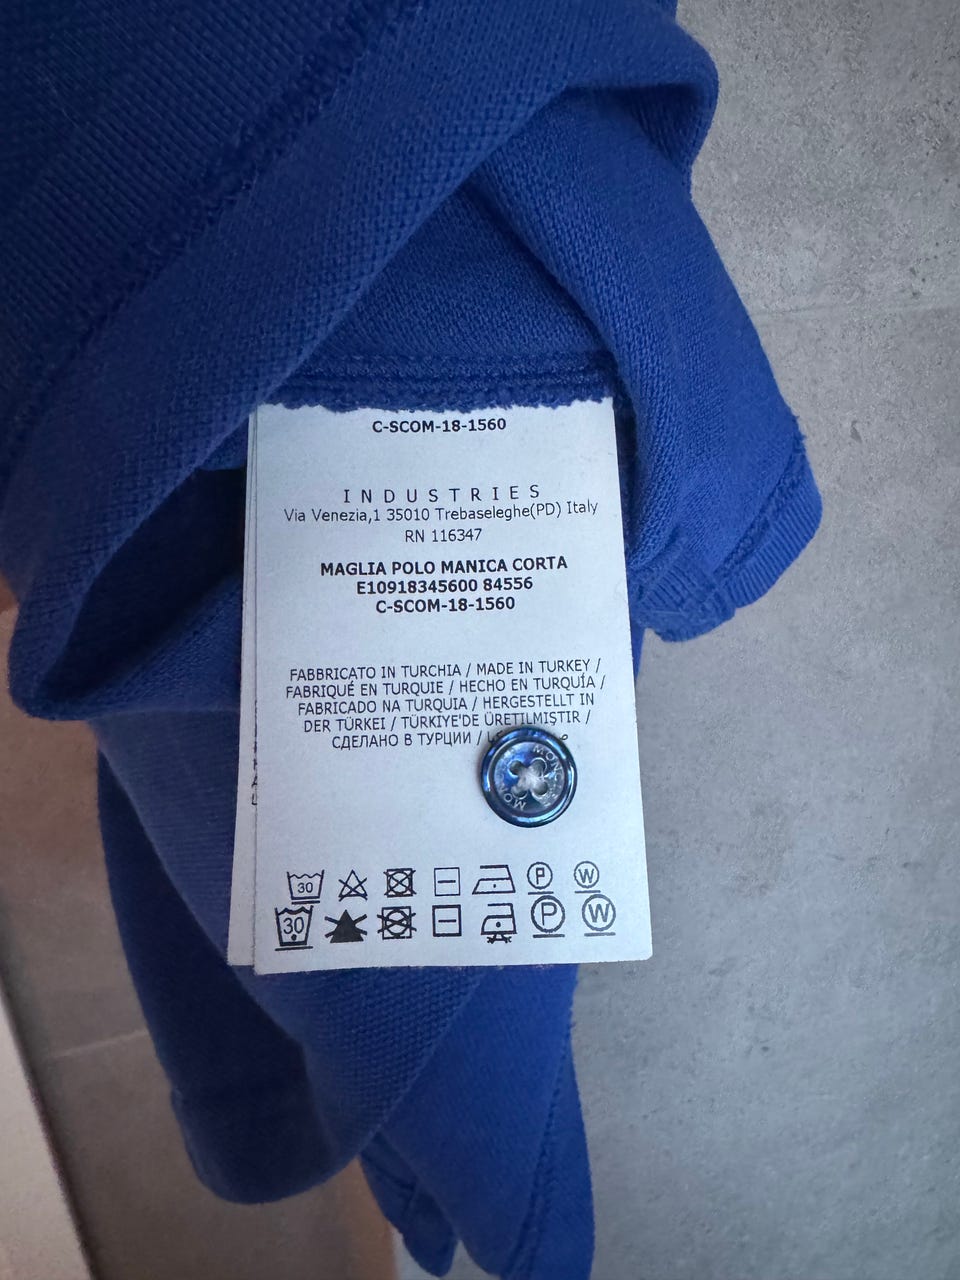 C-SCOM-18-1560
INDUSTRIES
Via Venezia,1 35010 Trebaseleghe(PD) Italy
RN 116347
MAGLIA POLO MANICA CORTA
E10918345600 84556
C-SCOM-18-1560
FABBRICATO IN TURCHIA / MADE IN TURKEY /
FABRIQUÉ EN TURQUIE / HECHO EN TURQUÍA /
FABRICADO NA TURQUIA / HERGESTELLT IN
DER TÜRKEI / TÜRKIYE'DE ÜRETILMIŞTIR /
СДЕЛАНО В ТУРЦИИ /
30 P W
30 P W